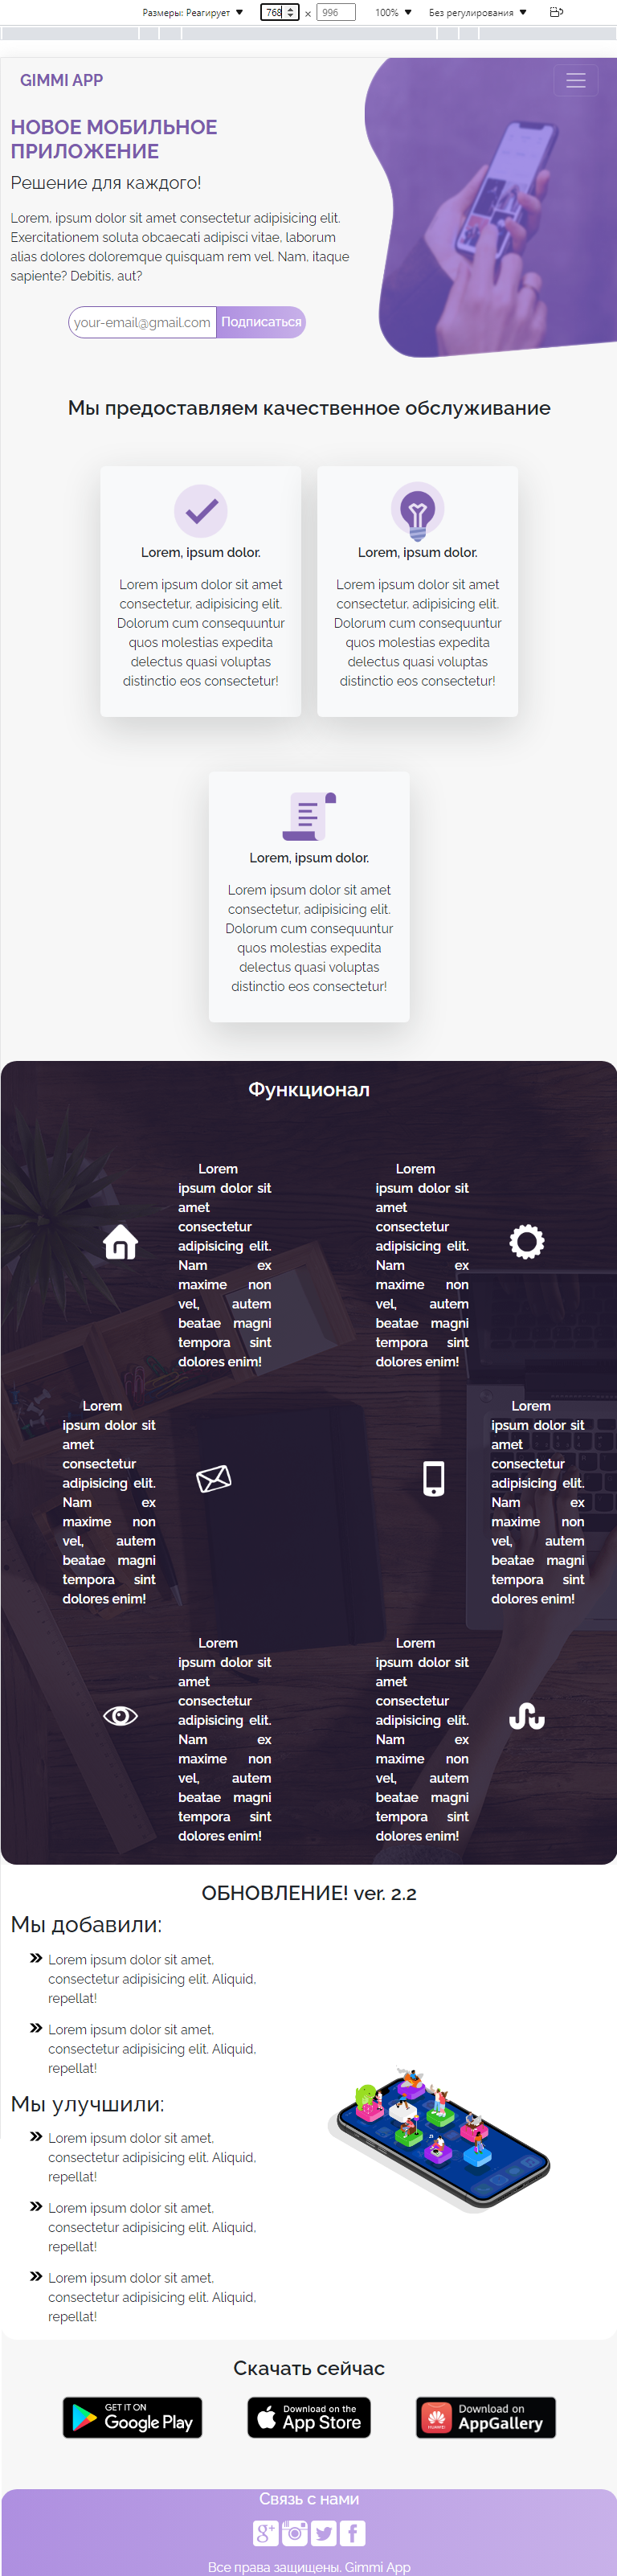 Размеры: Реагирует ▼ 768 × 996 100% ▼ Без регулирования ▼
GIMMI APP
НОВОЕ МОБИЛЬНОЕ
ПРИЛОЖЕНИЕ
Решение для каждого!
Lorem, ipsum dolor sit amet consectetur adipisicing elit.
Exercitationem soluta obcaecati adipisci vitae, laborum
alias dolores doloremque quisquam rem vel. Nam, itaque
sapiente? Debitis, aut?
your-email@gmail.com Подписаться
Мы предоставляем качественное обслуживание
Lorem, ipsum dolor.
Lorem ipsum dolor sit amet
consectetur, adipisicing elit.
Dolorum cum consequuntur
quos molestias expedita
delectus quasi voluptas
distinctio eos consectetur!
Lorem, ipsum dolor.
Lorem ipsum dolor sit amet
consectetur, adipisicing elit.
Dolorum cum consequuntur
quos molestias expedita
delectus quasi voluptas
distinctio eos consectetur!
Lorem, ipsum dolor.
Lorem ipsum dolor sit amet
consectetur, adipisicing elit.
Dolorum cum consequuntur
quos molestias expedita
delectus quasi voluptas
distinctio eos consectetur!
Функционал
Lorem
ipsum dolor sit
amet
consectetur
adipisicing elit.
Nam ex
maxime non
vel, autem
beatae magni
tempora sint
dolores enim!
Lorem
ipsum dolor sit
amet
consectetur
adipisicing elit.
Nam ex
maxime non
vel, autem
beatae magni
tempora sint
dolores enim!
Lorem
ipsum dolor sit
amet
consectetur
adipisicing elit.
Nam ex
maxime non
vel, autem
beatae magni
tempora sint
dolores enim!
Lorem
ipsum dolor sit
amet
consectetur
adipisicing elit.
Nam ex
maxime non
vel, autem
beatae magni
tempora sint
dolores enim!
Lorem
ipsum dolor sit
amet
consectetur
adipisicing elit.
Nam ex
maxime non
vel, autem
beatae magni
tempora sint
dolores enim!
Lorem
ipsum dolor sit
amet
consectetur
adipisicing elit.
Nam ex
maxime non
vel, autem
beatae magni
tempora sint
dolores enim!
ОБНОВЛЕНИЕ! ver. 2.2
Мы добавили:
Lorem ipsum dolor sit amet,
consectetur adipisicing elit. Aliquid,
repellat!
Lorem ipsum dolor sit amet,
consectetur adipisicing elit. Aliquid,
repellat!
Мы улучшили:
Lorem ipsum dolor sit amet,
consectetur adipisicing elit. Aliquid,
repellat!
Lorem ipsum dolor sit amet,
consectetur adipisicing elit. Aliquid,
repellat!
Lorem ipsum dolor sit amet,
consectetur adipisicing elit. Aliquid,
repellat!
Скачать сейчас
GET IT ON
Google Play
Download on the
App Store
HUAWEI
Download on
AppGallery
Связь с нами
Все права защищены. Gimmi App